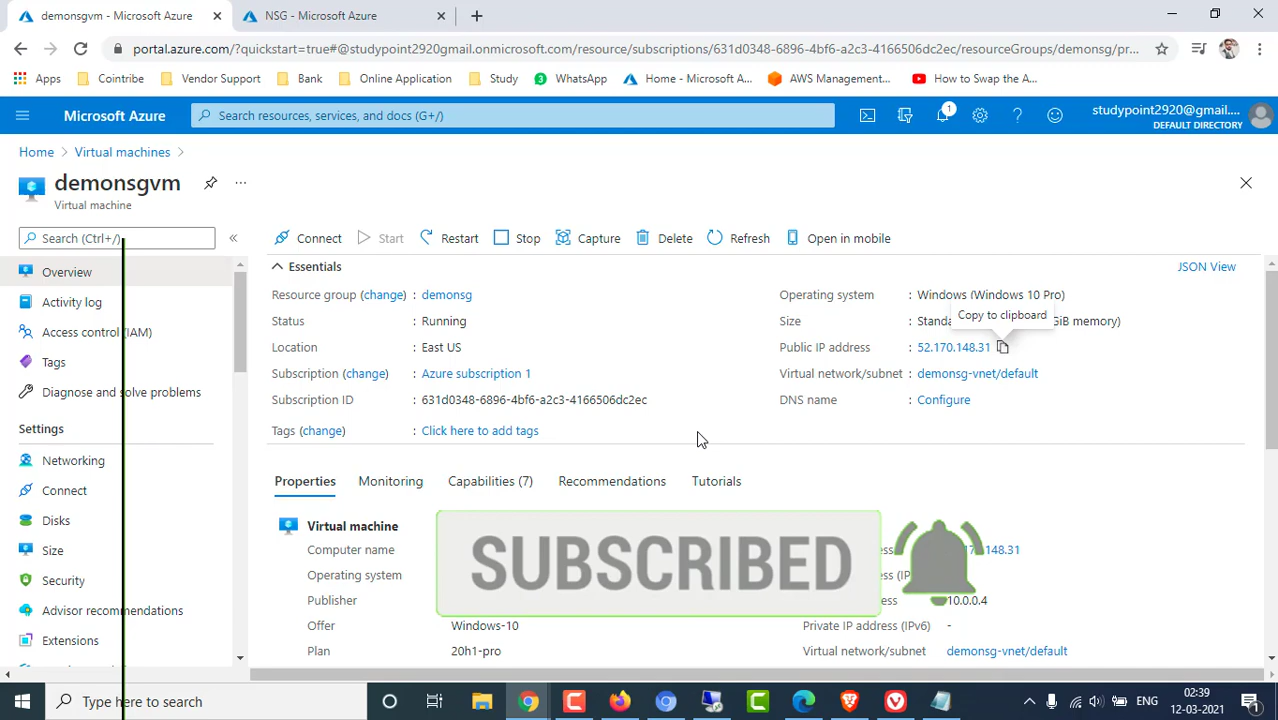 demonsgvm - Microsoft Azure
NSG - Microsoft Azure
portal.azure.com/?quickstart=true#@studypoint2920gmail.onmicrosoft.com/resource/subscriptions/631d0348-6896-4bf6-a2c3-4166506dc2ec/resourceGroups/demonsg/pr...
Apps
Cointribe
Vendor Support
Bank
Online Application
Study
3
WhatsApp
Home - Microsoft A...
AWS Management...
How to Swap the A...
Microsoft Azure
Search resources, services, and docs (G+/)
1
studypoint2920@gmail....
DEFAULT DIRECTORY
Home
Virtual machines
demonsgvm
...
Virtual machine
Search (Ctrl+/)
«
Connect
Start
Restart
Stop
Capture
Delete
Refresh
Open in mobile
Overview
Activity log
Access control (IAM)
Tags
Diagnose and solve problems
Settings
Networking
Connect
Disks
Size
Security
Advisor recommendations
Extensions
Essentials
JSON View
Resource group (change) : demonsg
Status : Running
Location : East US
Subscription (change) : Azure subscription 1
Subscription ID : 631d0348-6896-4bf6-a2c3-4166506dc2ec
Tags (change) : Click here to add tags
Operating system : Windows (Windows 10 Pro)
Copy to clipboard
Size : GiB memory)
Public IP address : 52.170.148.31
Virtual network/subnet : demonsg-vnet/default
DNS name : Configure
Properties
Monitoring
Capabilities (7)
Recommendations
Tutorials
Virtual machine
Computer name
Operating system
Publisher
Offer Windows-10
Plan 20h1-pro
SUBSCRIBED
148.31
10.0.0.4
Private IP address (IPv6) -
Virtual network/subnet demonsg-vnet/default
Type here to search
ENG
02:39
12-03-2021
1